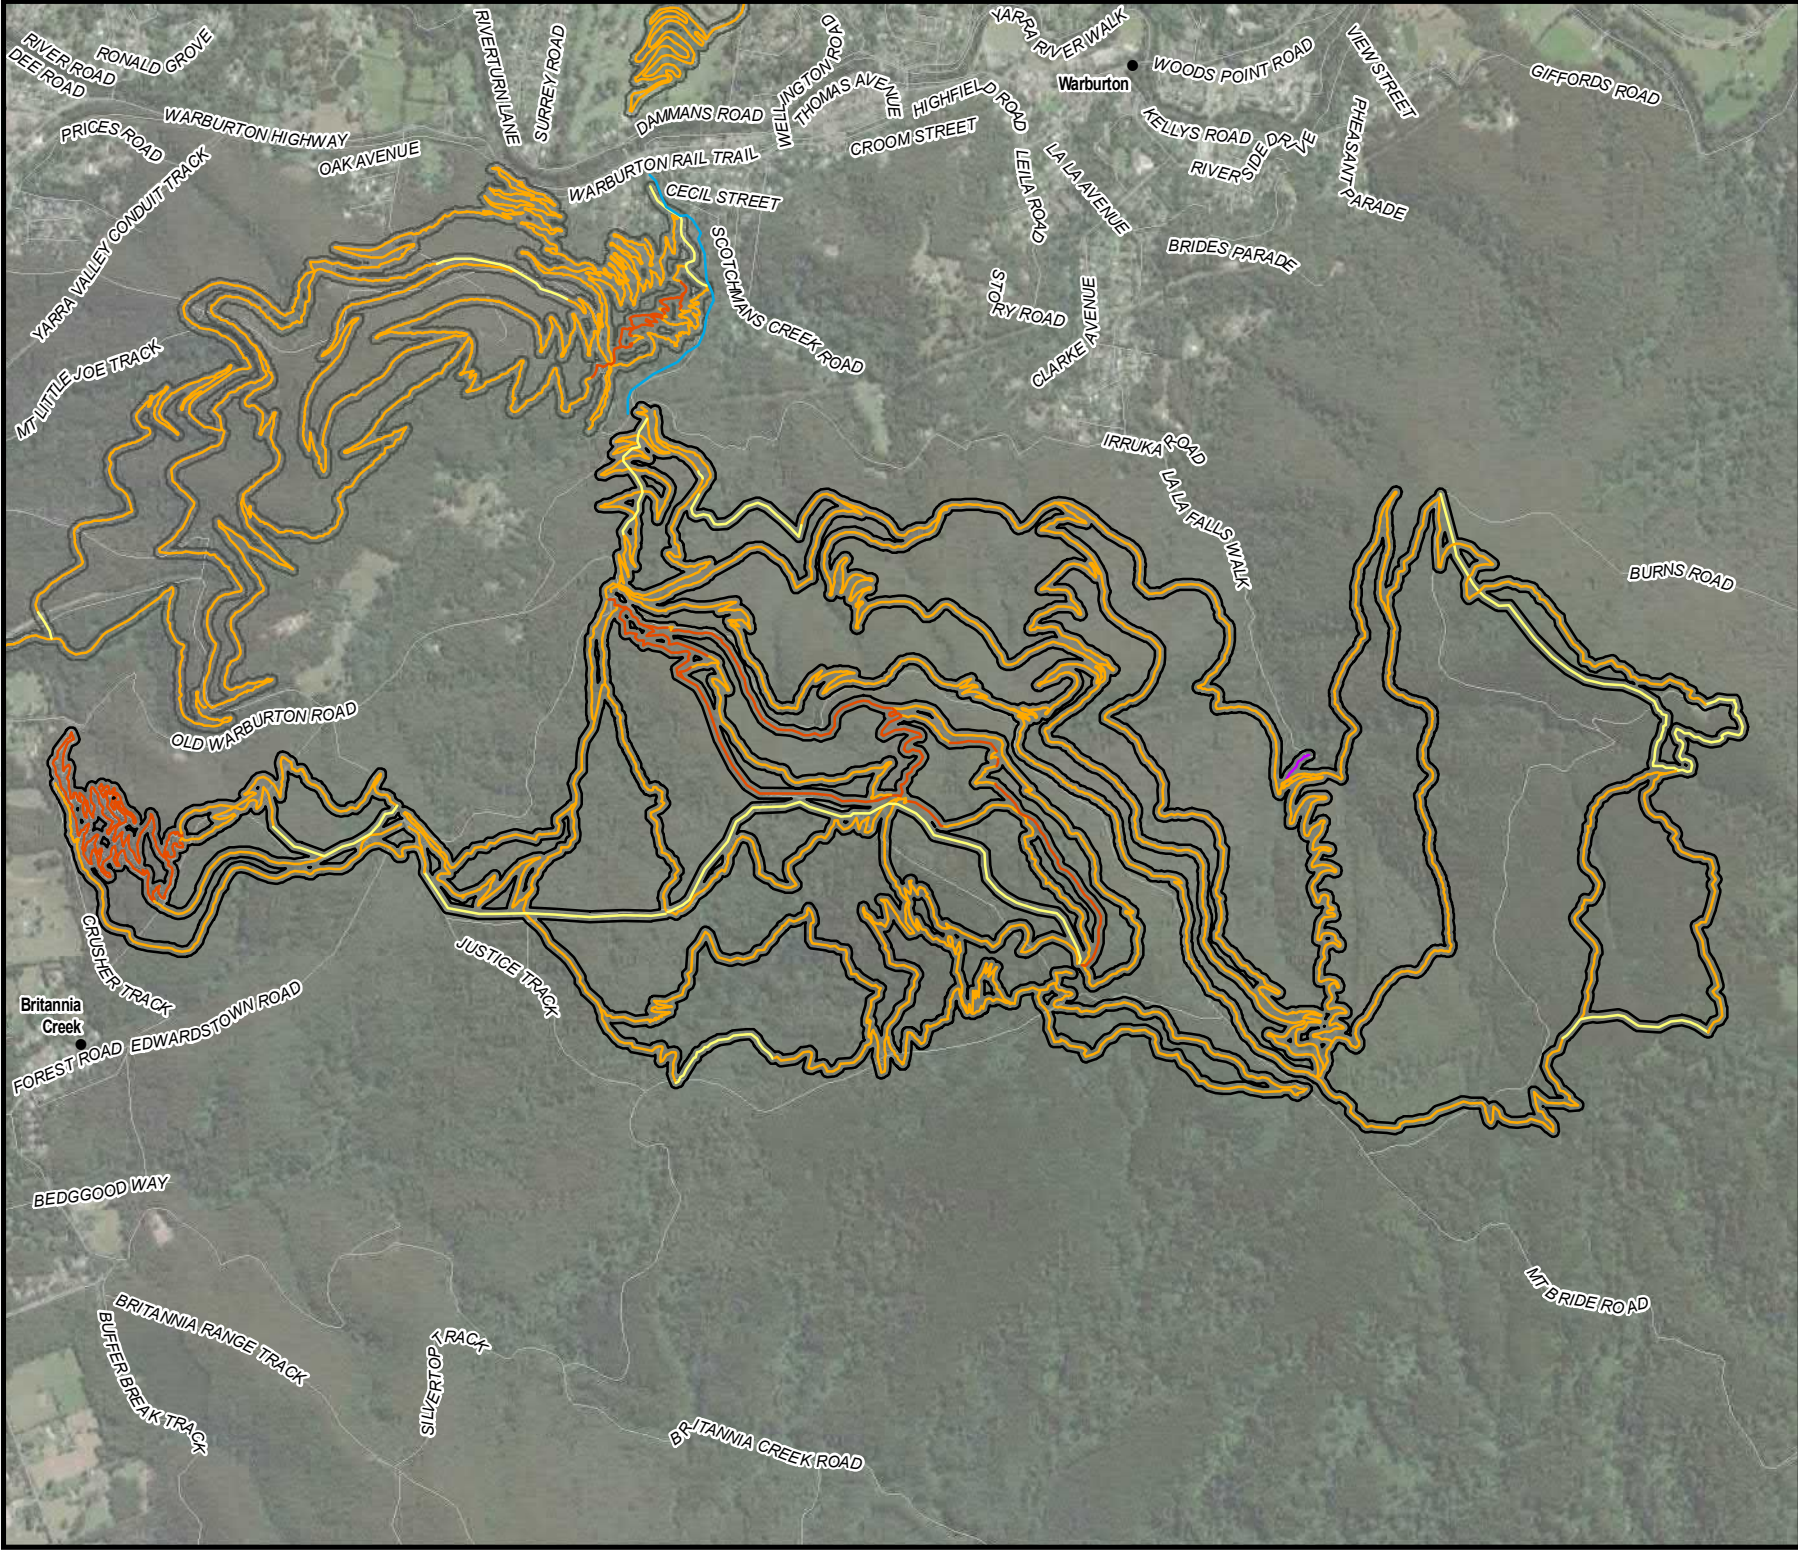 RIVER ROAD
DEE ROAD
RONALD GROVE
PRICES ROAD
WARBURTON HIGHWAY
OAK AVENUE
YARRA VALLEY CONDUIT TRACK
MT LITTLE JOE TRACK
RIVERTURN LANE
SURREY ROAD
DAMMANS ROAD
WARBURTON RAIL TRAIL
CECIL STREET
SCOTCHMANS CREEK ROAD
WELLINGTON ROAD
THOMAS AVENUE
HIGHFIELD ROAD
CROOM STREET
YARRA RIVER WALK
Warburton
WOODS POINT ROAD
VIEW STREET
GIFFORDS ROAD
KELLYS ROAD
RIVERSIDE DRIVE
PHEASANT PARADE
LEILA ROAD
LA LA AVENUE
BRIDES PARADE
STORY ROAD
CLARKE AVENUE
IRRUKA ROAD
LA LA FALLS WALK
BURNS ROAD
OLD WARBURTON ROAD
CRUSHER TRACK
JUSTICE TRACK
Britannia
Creek
FOREST ROAD
EDWARDSTOWN ROAD
BEDGGOOD WAY
BRITANNIA RANGE TRACK
BUFFER BREAK TRACK
SILVERTOP TRACK
BRITANNIA CREEK ROAD
MT BRIDE ROAD